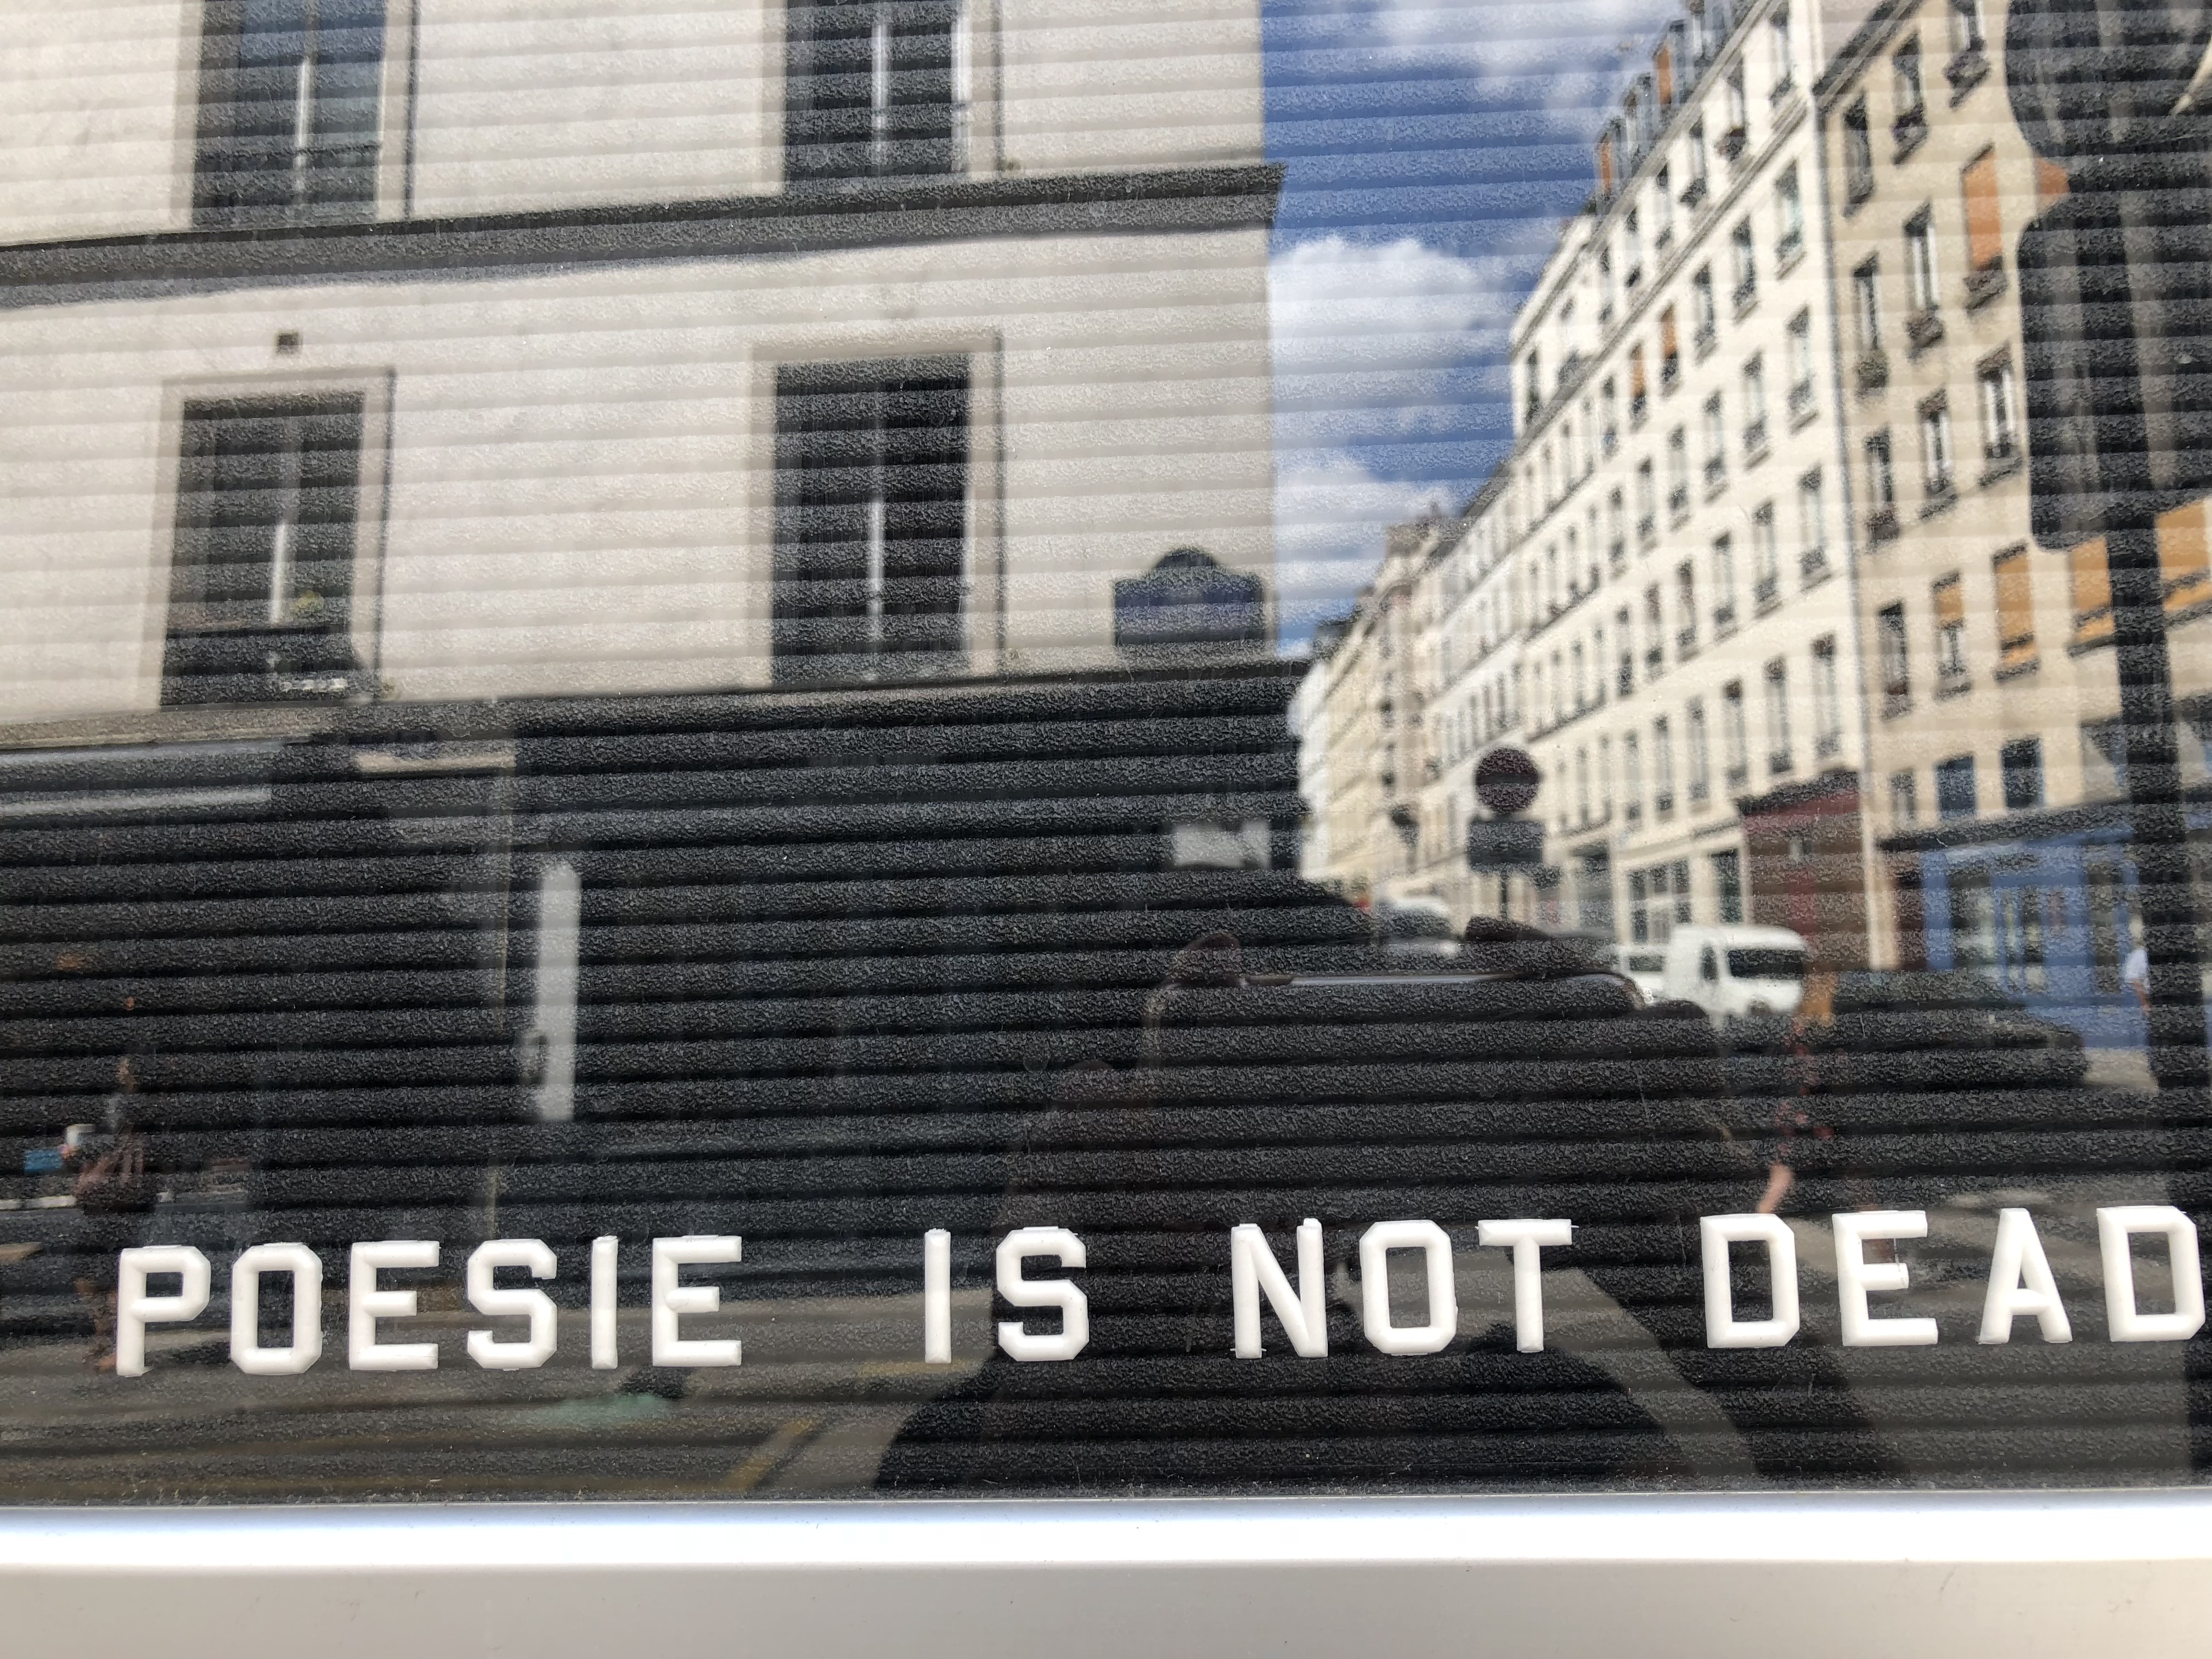 POESIE IS NOT DEAD